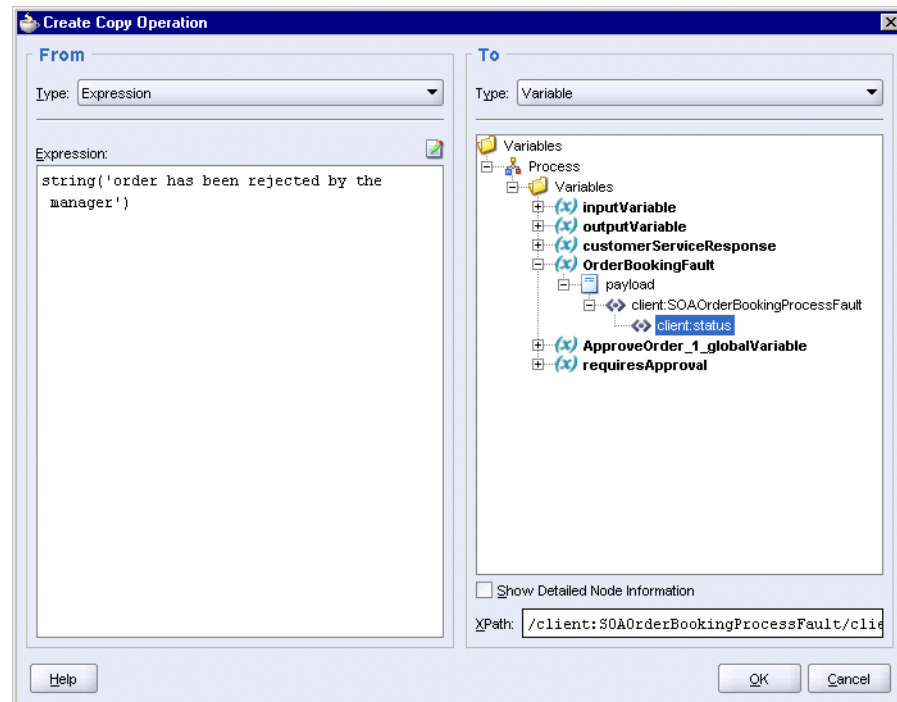 Create Copy Operation
From
Type: Expression
Expression:
string('order has been rejected by the
manager')
To
Type: Variable
Variables
Process
Variables
(x) inputVariable
(x) outputVariable
(x) customerServiceResponse
(x) OrderBookingFault
payload
client:SOAOrderBookingProcessFault
client:status
(x) ApproveOrder_1_globalVariable
(x) requiresApproval
Show Detailed Node Information
XPath: /client:SOAOrderBookingProcessFault/clie
Help
OK
Cancel